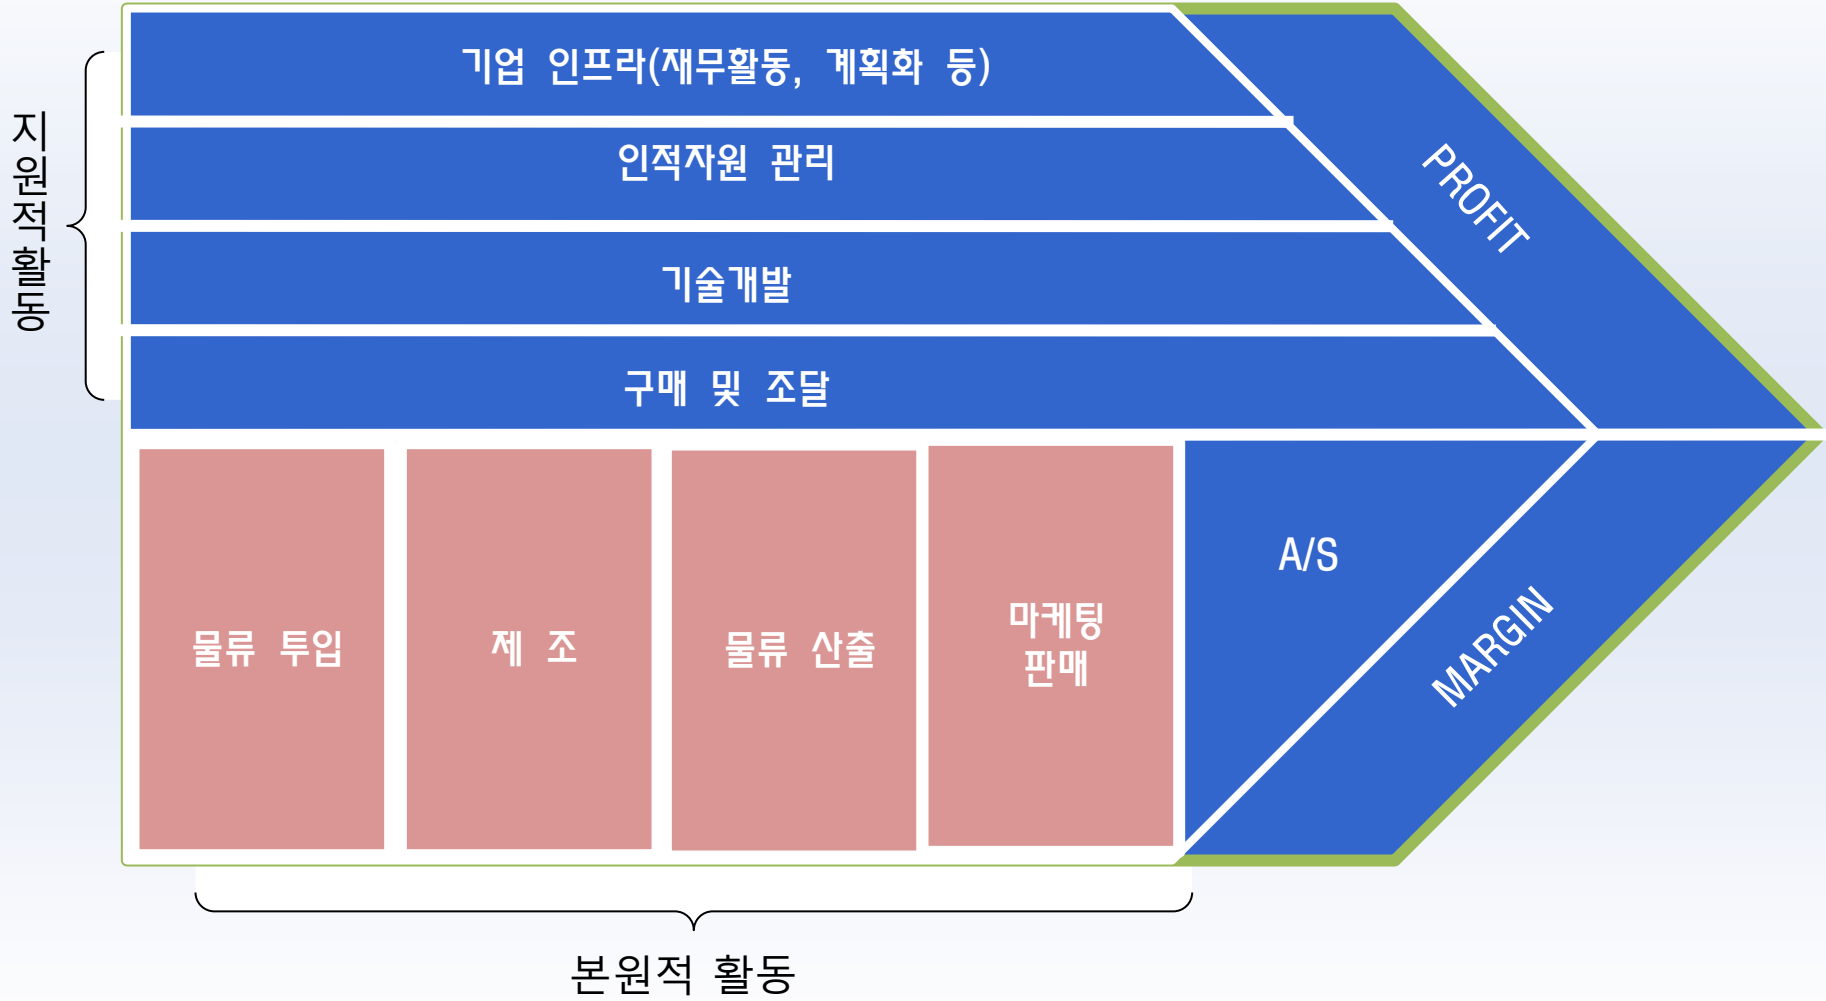 기업 인프라(재무활동, 계획화 등)
인적자원 관리
기술개발
구매 및 조달
지원적활동
PROFIT
물류 투입
제 조
물류 산출
마케팅
판매
A/S
MARGIN
본원적 활동